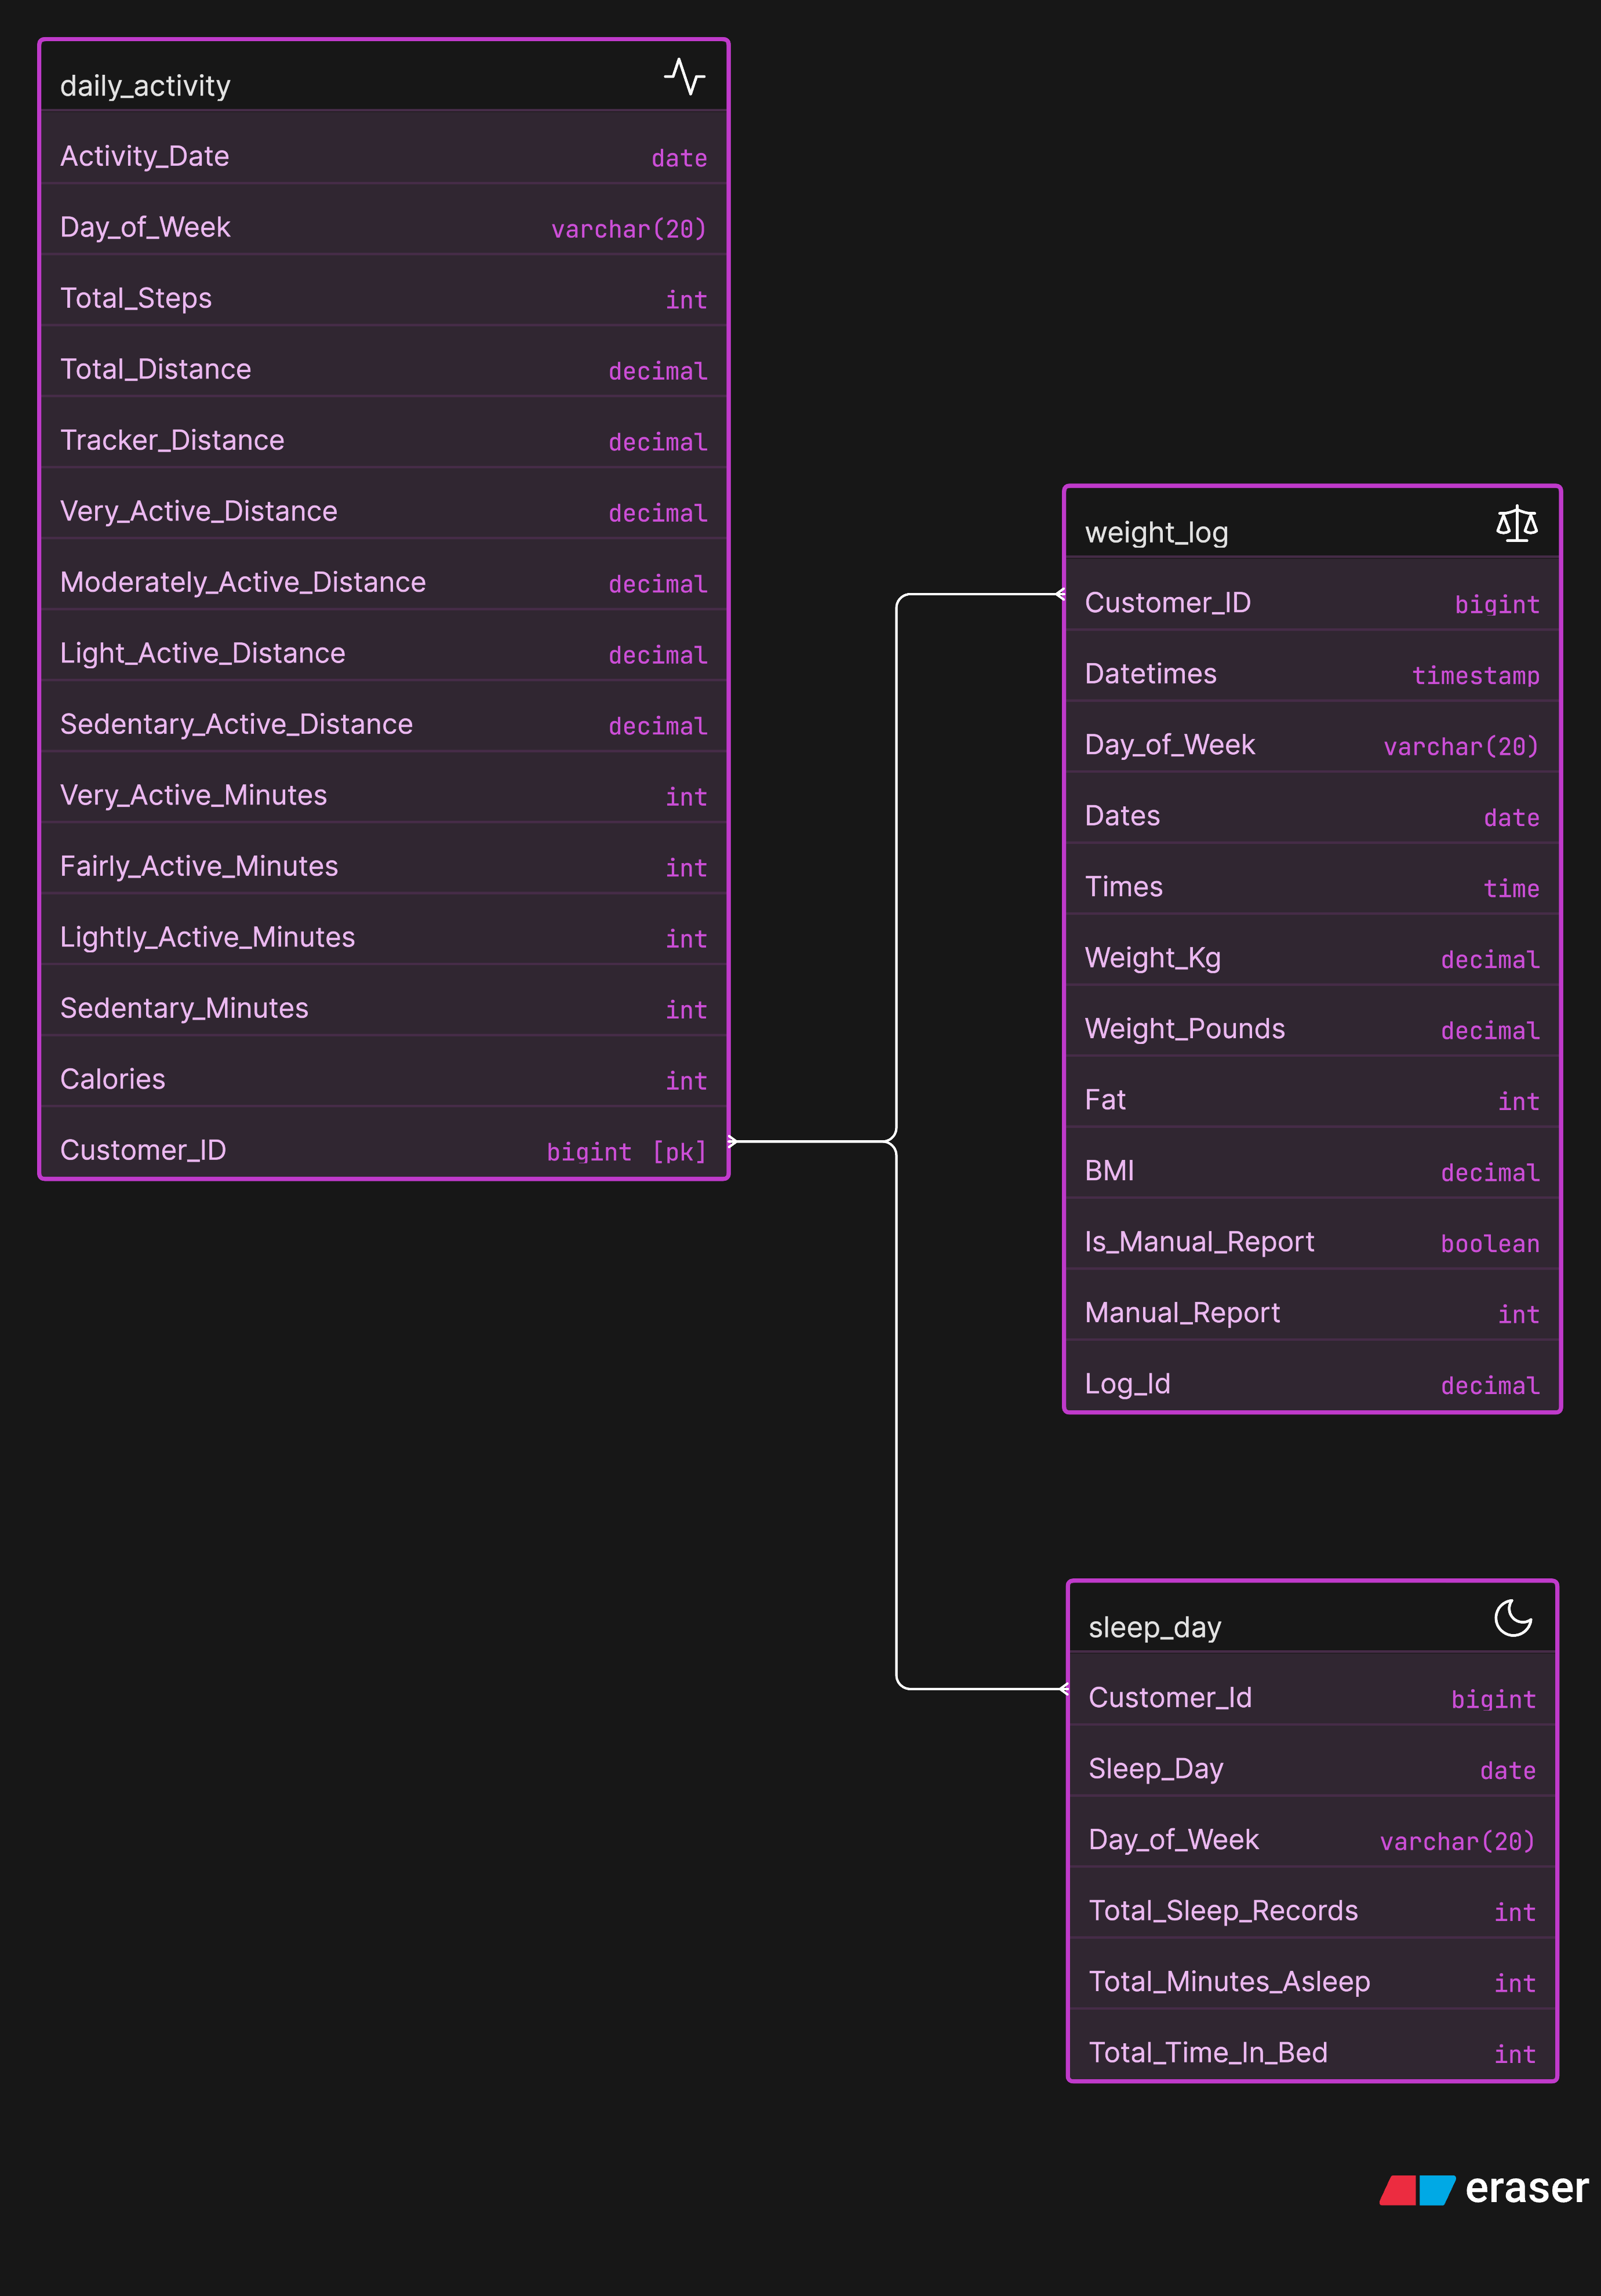 daily_activity
Activity_Date date
Day_of_Week varchar(20)
Total_Steps int
Total_Distance decimal
Tracker_Distance decimal
Very_Active_Distance decimal
Moderately_Active_Distance decimal
Light_Active_Distance decimal
Sedentary_Active_Distance decimal
Very_Active_Minutes int
Fairly_Active_Minutes int
Lightly_Active_Minutes int
Sedentary_Minutes int
Calories int
Customer_ID bigint [pk]
weight_log
Customer_ID bigint
Datetimes timestamp
Day_of_Week varchar(20)
Dates date
Times time
Weight_Kg decimal
Weight_Pounds decimal
Fat int
BMI decimal
Is_Manual_Report boolean
Manual_Report int
Log_Id decimal
sleep_day
Customer_Id bigint
Sleep_Day date
Day_of_Week varchar(20)
Total_Sleep_Records int
Total_Minutes_Asleep int
Total_Time_In_Bed int
eraser